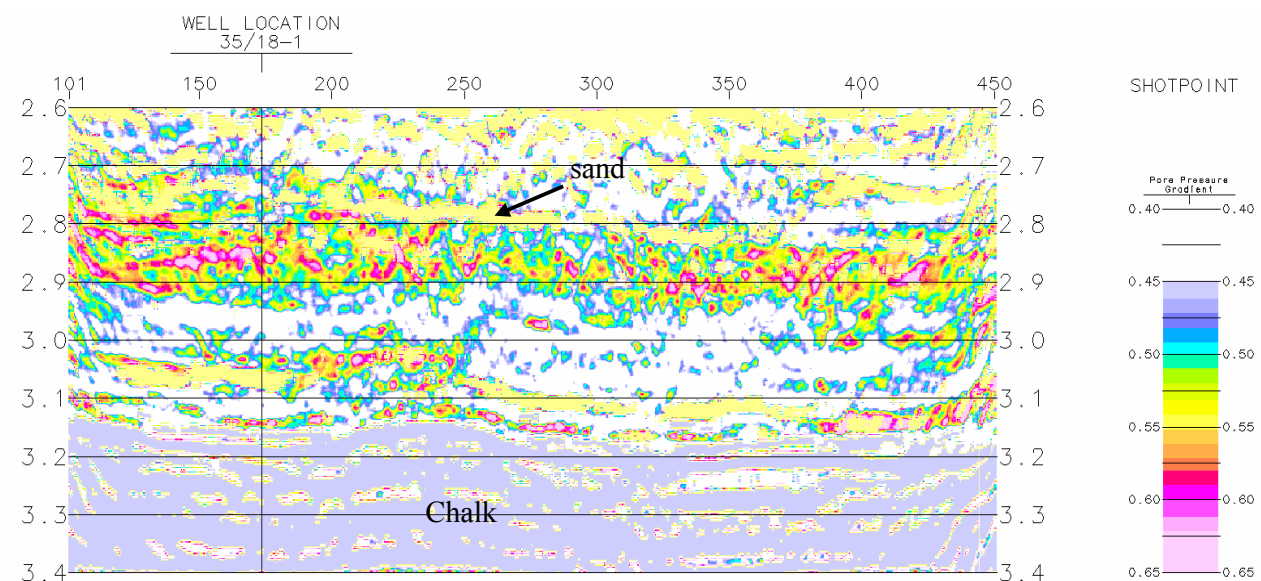 WELL LOCATION
35/18-1
101 150 200 250 300 350 400 450
SHOTPOINT
2.6 2.6
2.7 2.7
sand
2.8 2.8
2.9 2.9
3.0 3.0
3.1 3.1
3.2 3.2
Chalk
3.3 3.3
3.4 3.4
Pore Pressure
Gradient
0.40 0.40
0.45 0.45
0.50 0.50
0.55 0.55
0.60 0.60
0.65 0.65